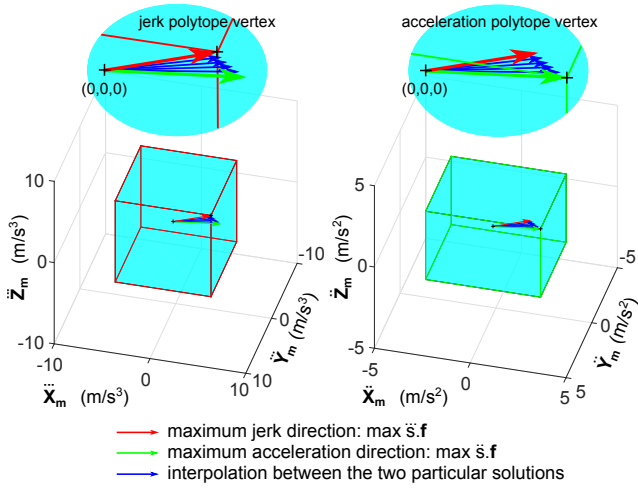 jerk polytope vertex
(0,0,0)
10
0
-10
Z⃛m (m/s³)
-10
0
10
X⃛m (m/s³)
-10
0
10
Y⃛m (m/s³)
acceleration polytope vertex
(0,0,0)
5
0
-5
Z̈m (m/s²)
-5
0
5
Ẍm (m/s²)
-5
0
5
Ÿm (m/s²)
maximum jerk direction: max s⃛.f
maximum acceleration direction: max s̈.f
interpolation between the two particular solutions